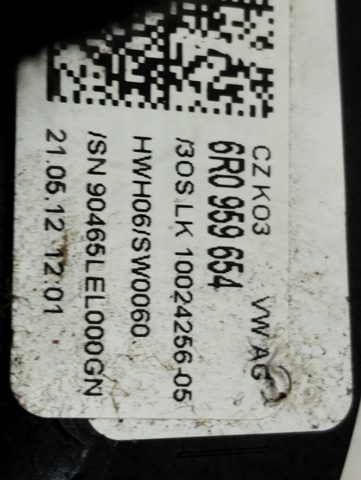 CZ K03 VW AG
6R0 959 654
/3OS LK 10024256-05
HWH06/SW0060
/SN 90465LEL000GN
21.05.12 12:01